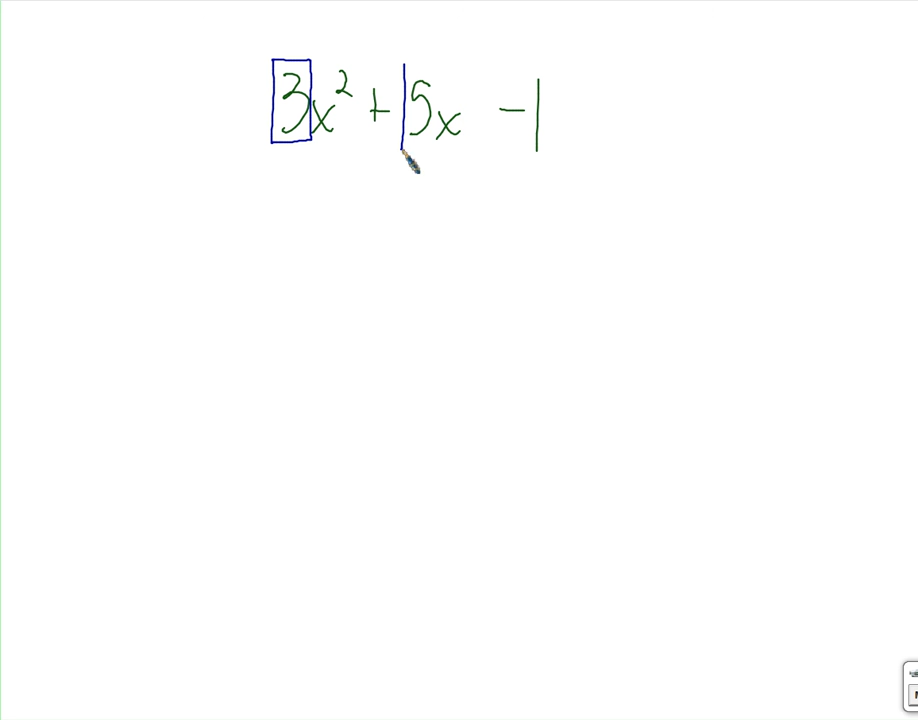 3x² + 5x - 1